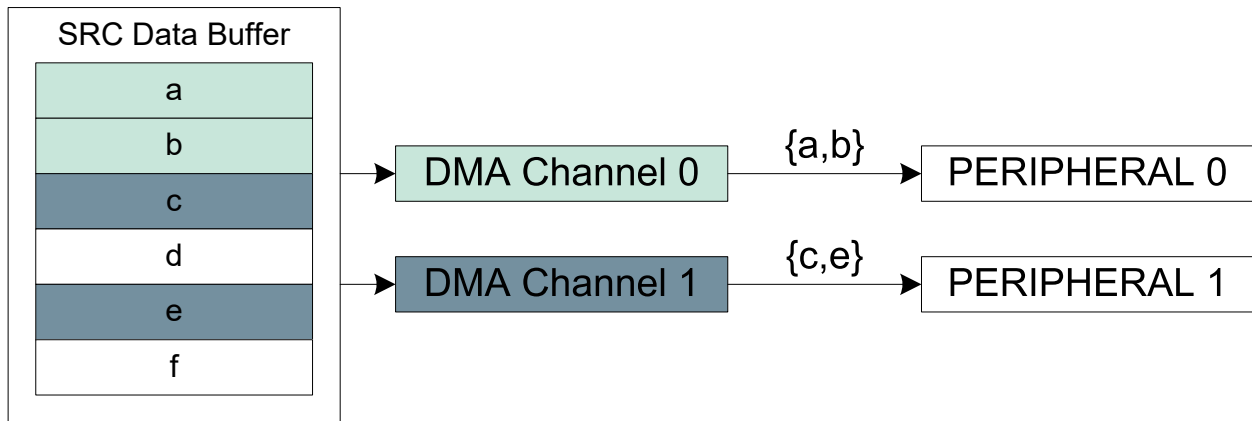 SRC Data Buffer
a
b
c
d
e
f
DMA Channel 0
{a,b}
PERIPHERAL 0
DMA Channel 1
{c,e}
PERIPHERAL 1